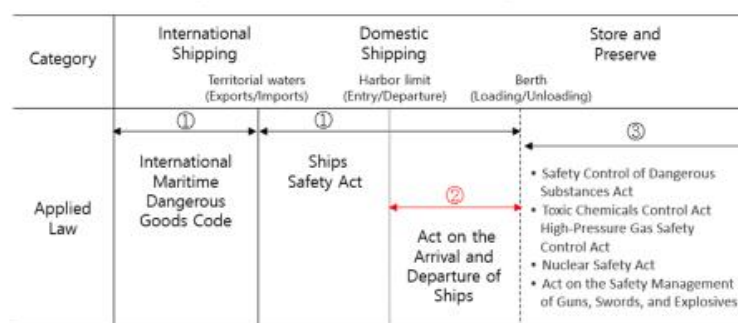 Category
International
Shipping
Domestic
Shipping
Store and
Preserve
Territorial waters
(Exports/Imports)
Harbor limit
(Entry/Departure)
Berth
(Loading/Unloading)
Applied
Law
①
International
Maritime
Dangerous
Goods Code
①
Ships
Safety Act
②
Act on the
Arrival and
Departure of
Ships
③
• Safety Control of Dangerous
Substances Act
• Toxic Chemicals Control Act
High-Pressure Gas Safety
Control Act
• Nuclear Safety Act
• Act on the Safety Management
of Guns, Swords, and Explosives